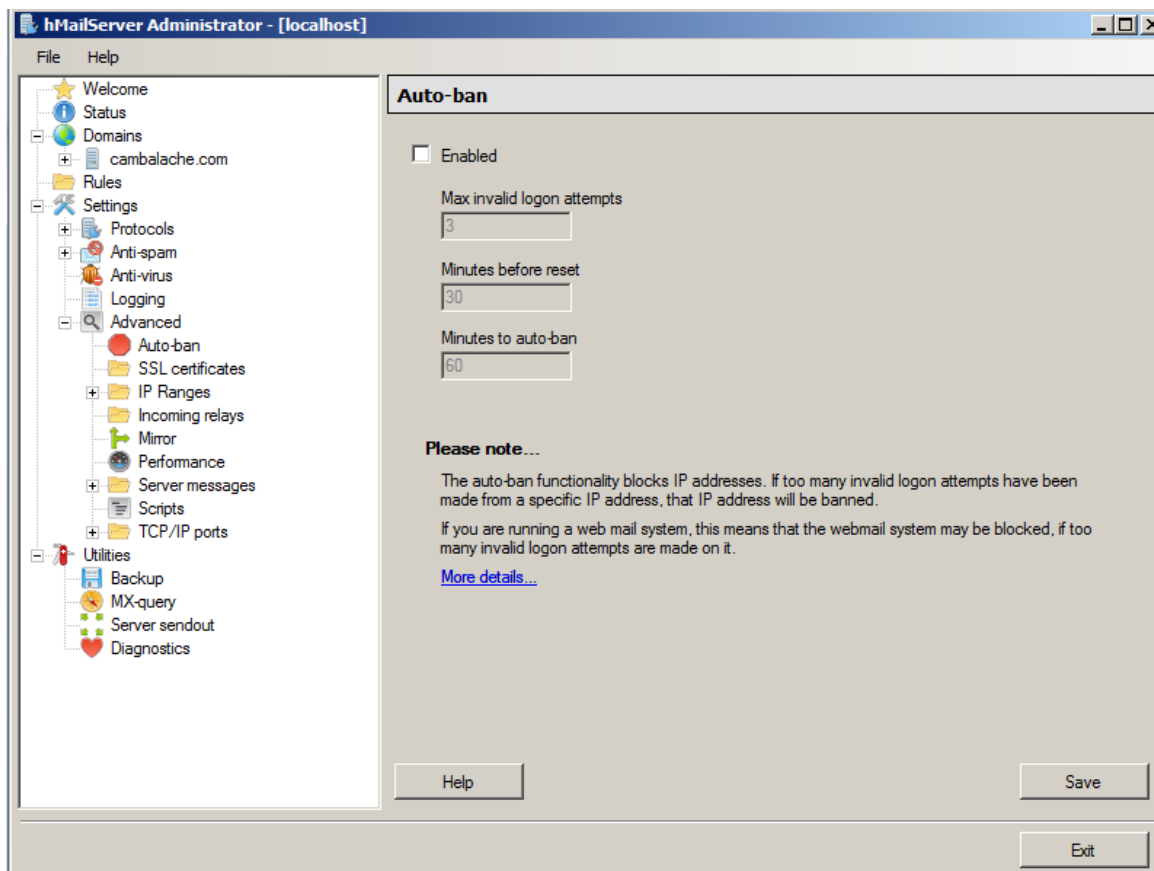 hMailServer Administrator - [localhost]
File Help
Welcome
Status
Domains
cambalache.com
Rules
Settings
Protocols
Anti-spam
Anti-virus
Logging
Advanced
Auto-ban
SSL certificates
IP Ranges
Incoming relays
Mirror
Performance
Server messages
Scripts
TCP/IP ports
Utilities
Backup
MX-query
Server sendout
Diagnostics
Auto-ban
Enabled
Max invalid logon attempts
3
Minutes before reset
30
Minutes to auto-ban
60
Please note...
The auto-ban functionality blocks IP addresses. If too many invalid logon attempts have been
made from a specific IP address, that IP address will be banned.
If you are running a web mail system, this means that the webmail system may be blocked, if too
many invalid logon attempts are made on it.
More details...
Help
Save
Exit